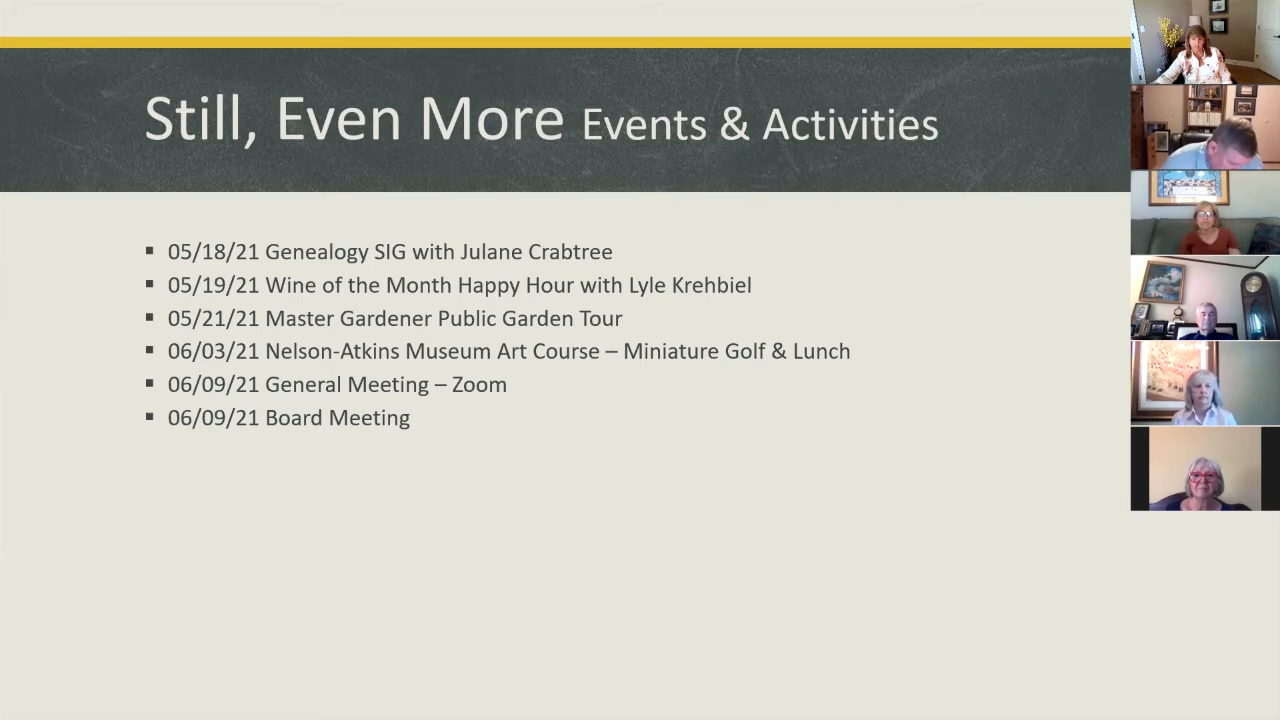 Still, Even More Events & Activities
05/18/21 Genealogy SIG with Julane Crabtree
05/19/21 Wine of the Month Happy Hour with Lyle Krehbiel
05/21/21 Master Gardener Public Garden Tour
06/03/21 Nelson-Atkins Museum Art Course – Miniature Golf & Lunch
06/09/21 General Meeting – Zoom
06/09/21 Board Meeting